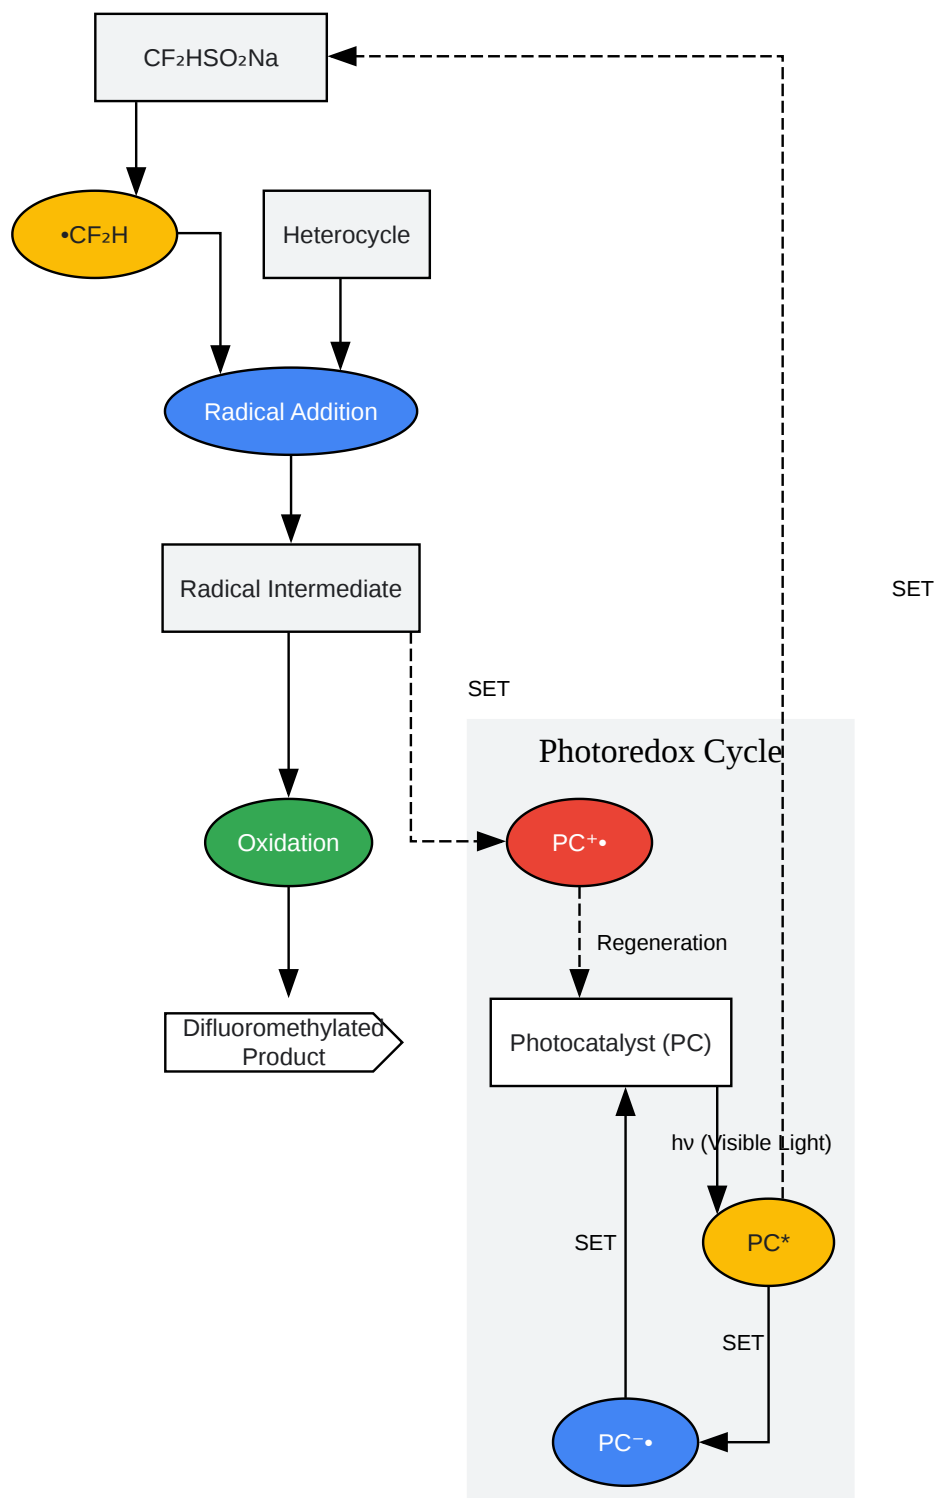 CF₂HSO₂Na
•CF₂H
Heterocycle
Radical Addition
Radical Intermediate
SET
SET
Photoredox Cycle
Oxidation
PC⁺•
Regeneration
Difluoromethylated
Product
Photocatalyst (PC)
hν (Visible Light)
SET
PC*
SET
PC⁻•